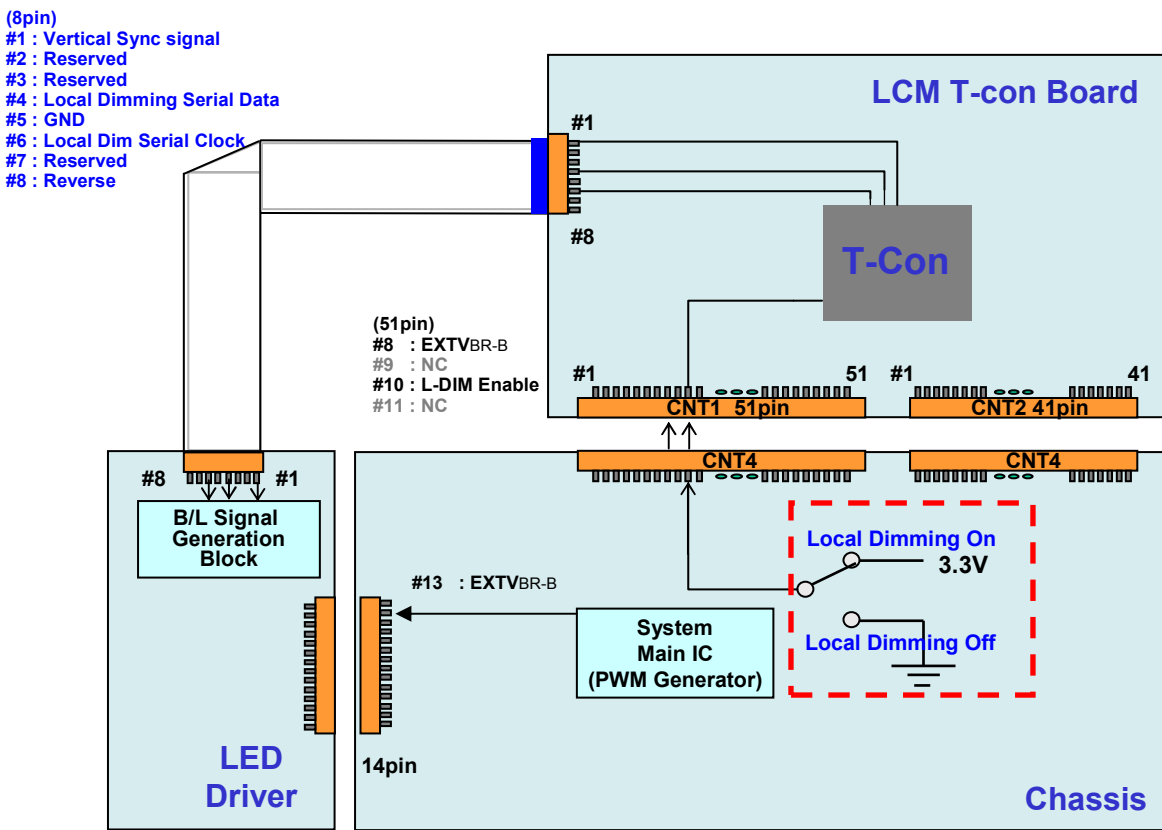 (8pin)
#1 : Vertical Sync signal
#2 : Reserved
#3 : Reserved
#4 : Local Dimming Serial Data
#5 : GND
#6 : Local Dim Serial Clock
#7 : Reserved
#8 : Reverse
LCM T-con Board
#1
#8
T-Con
(51pin)
#8 : EXTVBR-B
#9 : NC
#10 : L-DIM Enable
#11 : NC
#1
51
#1
41
CNT1 51pin
CNT2 41pin
CNT4
CNT4
#8
#1
B/L Signal
Generation
Block
Local Dimming On
3.3V
#13 : EXTVBR-B
System
Main IC
(PWM Generator)
Local Dimming Off
LED
Driver
14pin
Chassis